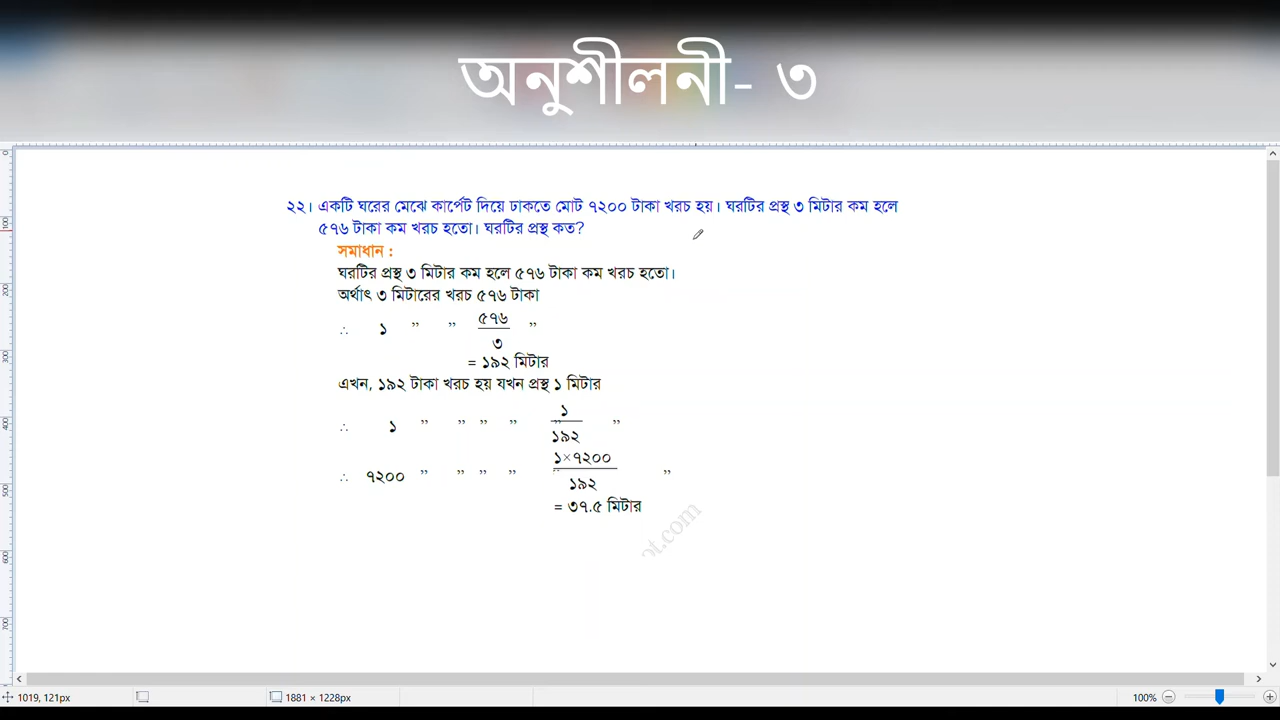 অনুশীলনী- ৩
২২। একটি ঘরের মেঝে কার্পেট দিয়ে ঢাকতে মোট ৭২০০ টাকা খরচ হয়। ঘরটির প্রস্থ ৩ মিটার কম হলে
৫৭৬ টাকা কম খরচ হতো। ঘরটির প্রস্থ কত?
সমাধান :
ঘরটির প্রস্থ ৩ মিটার কম হলে ৫৭৬ টাকা কম খরচ হতো।
অর্থাৎ ৩ মিটারের খরচ ৫৭৬ টাকা
∴ ১ ” ” ৫৭৬/৩ ”
= ১৯২ মিটার
এখন, ১৯২ টাকা খরচ হয় যখন প্রস্থ ১ মিটার
∴ ১ ” ” ” ” ১/১৯২ ”
∴ ৭২০০ ” ” ” ” ১×৭২০০/১৯২ ”
= ৩৭.৫ মিটার
pt.com
1019, 121px
1881 × 1228px
100%